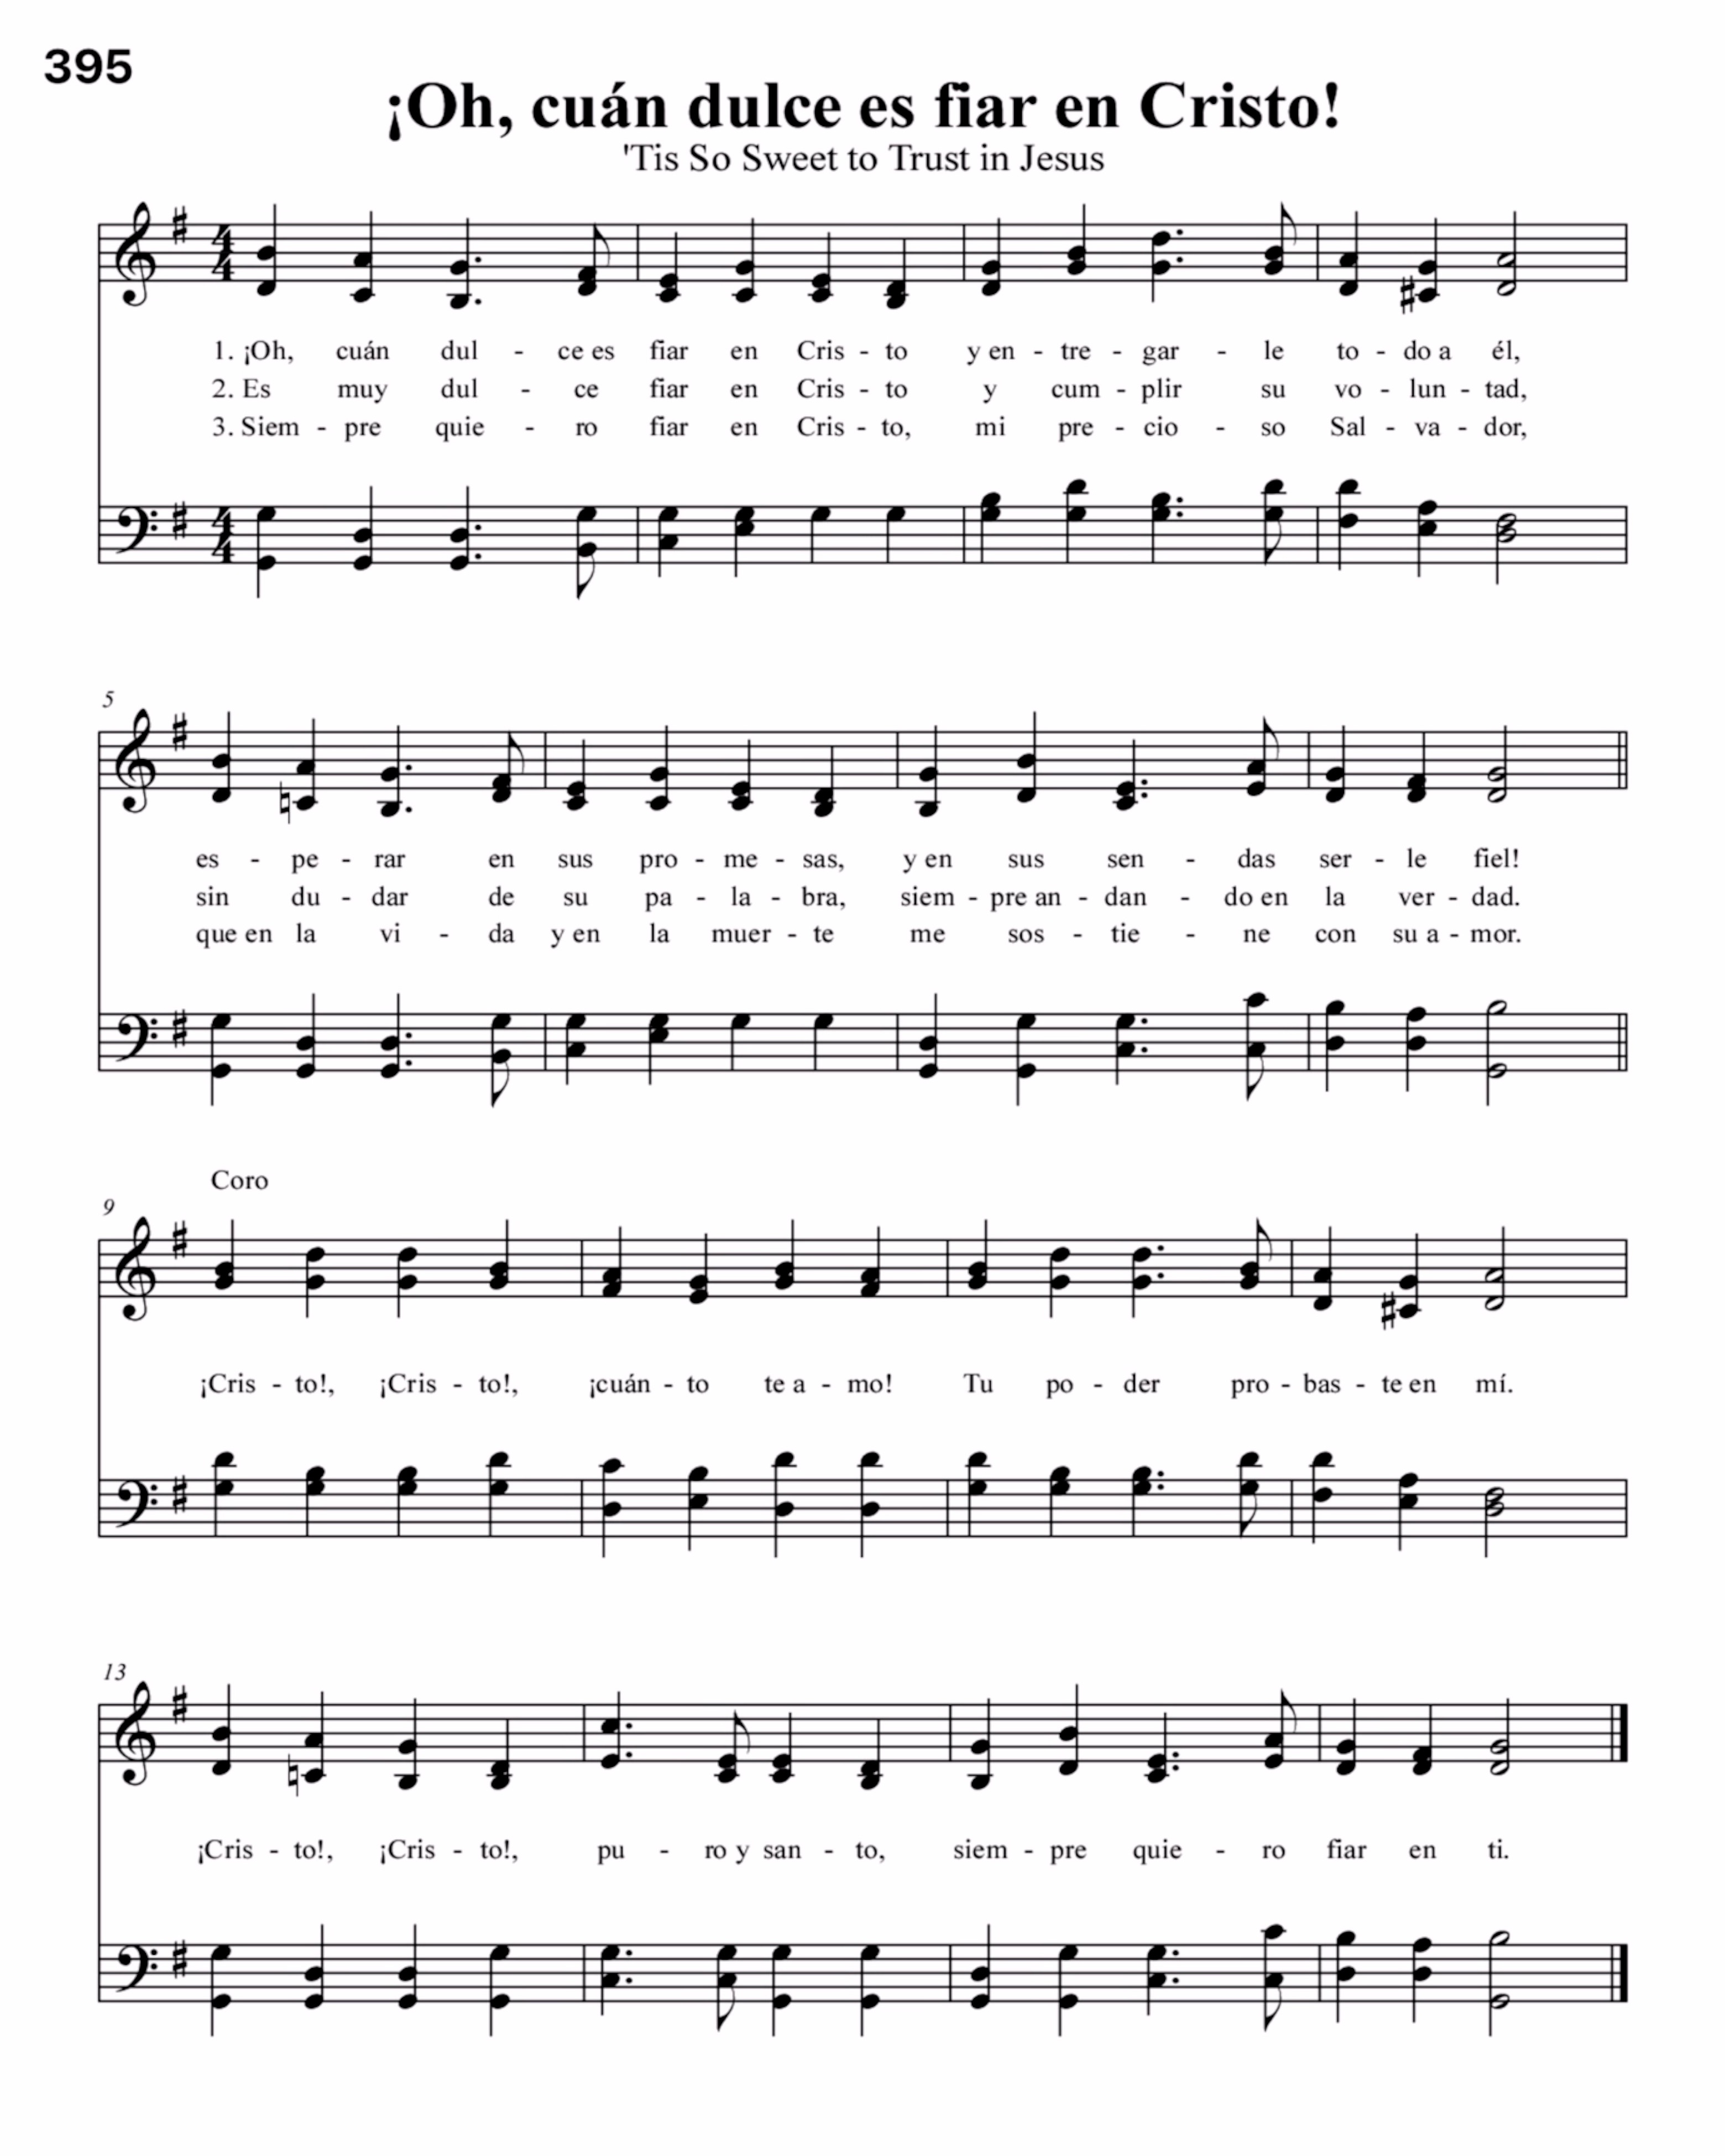 395
¡Oh, cuán dulce es fiar en Cristo!
'Tis So Sweet to Trust in Jesus
1. ¡Oh, cuán dul - ce es fiar en Cris - to y en - tre - gar - le to - do a él,
2. Es muy dul - ce fiar en Cris - to y cum - plir su vo - lun - tad,
3. Siem - pre quie - ro fiar en Cris - to, mi pre - cio - so Sal - va - dor,
5
es - pe - rar en sus pro - me - sas, y en sus sen - das ser - le fiel!
sin du - dar de su pa - la - bra, siem - pre an - dan - do en la ver - dad.
que en la vi - da y en la muer - te me sos - tie - ne con su a - mor.
Coro
9
¡Cris - to!, ¡Cris - to!, ¡cuán - to te a - mo! Tu po - der pro - bas - te en mí.
13
¡Cris - to!, ¡Cris - to!, pu - ro y san - to, siem - pre quie - ro fiar en ti.